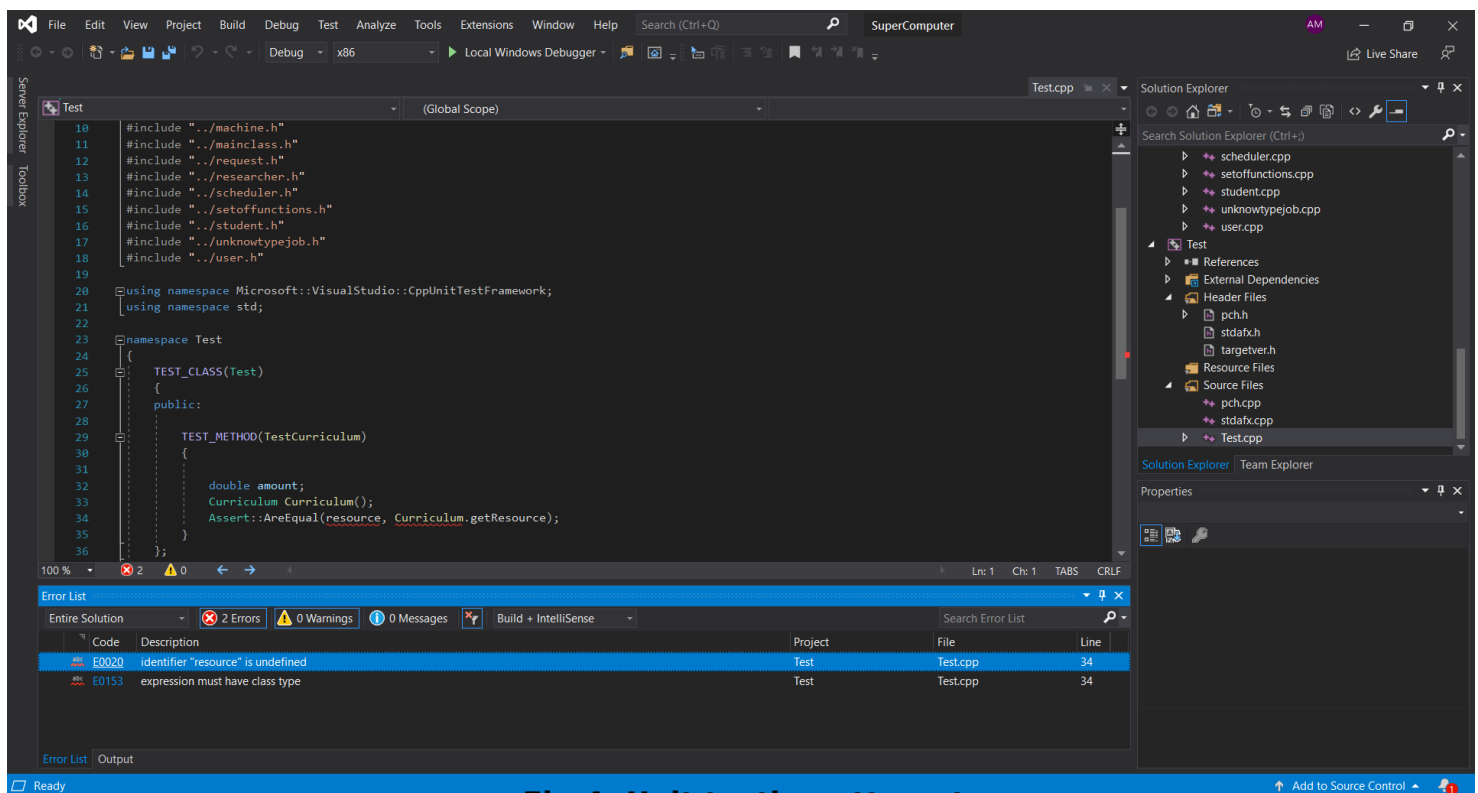 File Edit View Project Build Debug Test Analyze Tools Extensions Window Help Search (Ctrl+Q) SuperComputer AM
Debug x86 Local Windows Debugger Live Share
Server Explorer
Toolbox
Test.cpp
Test (Global Scope)
10 #include "../machine.h"
11 #include "../mainclass.h"
12 #include "../request.h"
13 #include "../researcher.h"
14 #include "../scheduler.h"
15 #include "../setoffunctions.h"
16 #include "../student.h"
17 #include "../unknowtypejob.h"
18 #include "../user.h"
19
20 using namespace Microsoft::VisualStudio::CppUnitTestFramework;
21 using namespace std;
22
23 namespace Test
24 {
25 TEST_CLASS(Test)
26 {
27 public:
28
29 TEST_METHOD(TestCurriculum)
30 {
31
32 double amount;
33 Curriculum Curriculum();
34 Assert::AreEqual(resource, Curriculum.getResource);
35 }
36 };
100 % 2 0 Ln: 1 Ch: 1 TABS CRLF
Error List
Entire Solution 2 Errors 0 Warnings 0 Messages Build + IntelliSense Search Error List
Code Description Project File Line
E0020 identifier "resource" is undefined Test Test.cpp 34
E0153 expression must have class type Test Test.cpp 34
Error List Output
Solution Explorer
Search Solution Explorer (Ctrl+;)
scheduler.cpp
setoffunctions.cpp
student.cpp
unknowtypejob.cpp
user.cpp
Test
References
External Dependencies
Header Files
pch.h
stdafx.h
targetver.h
Resource Files
Source Files
pch.cpp
stdafx.cpp
Test.cpp
Solution Explorer Team Explorer
Properties
Ready Add to Source Control 1